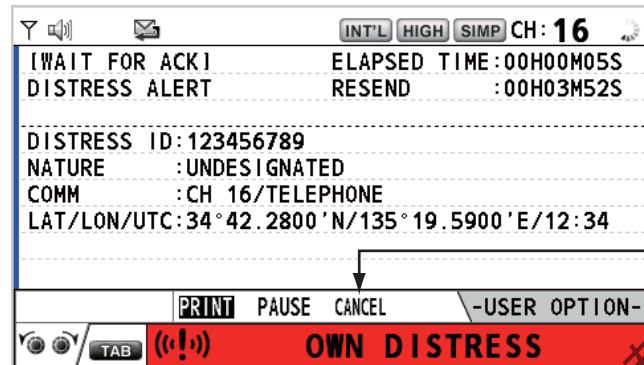 INT'L HIGH SIMP CH: 16
[WAIT FOR ACK] ELAPSED TIME:00H00M05S
DISTRESS ALERT RESEND :00H03M52S
DISTRESS ID:123456789
NATURE :UNDESIGNATED
COMM :CH 16/TELEPHONE
LAT/LON/UTC:34°42.2800'N/135°19.5900'E/12:34
PRINT PAUSE CANCEL -USER OPTION-
TAB OWN DISTRESS